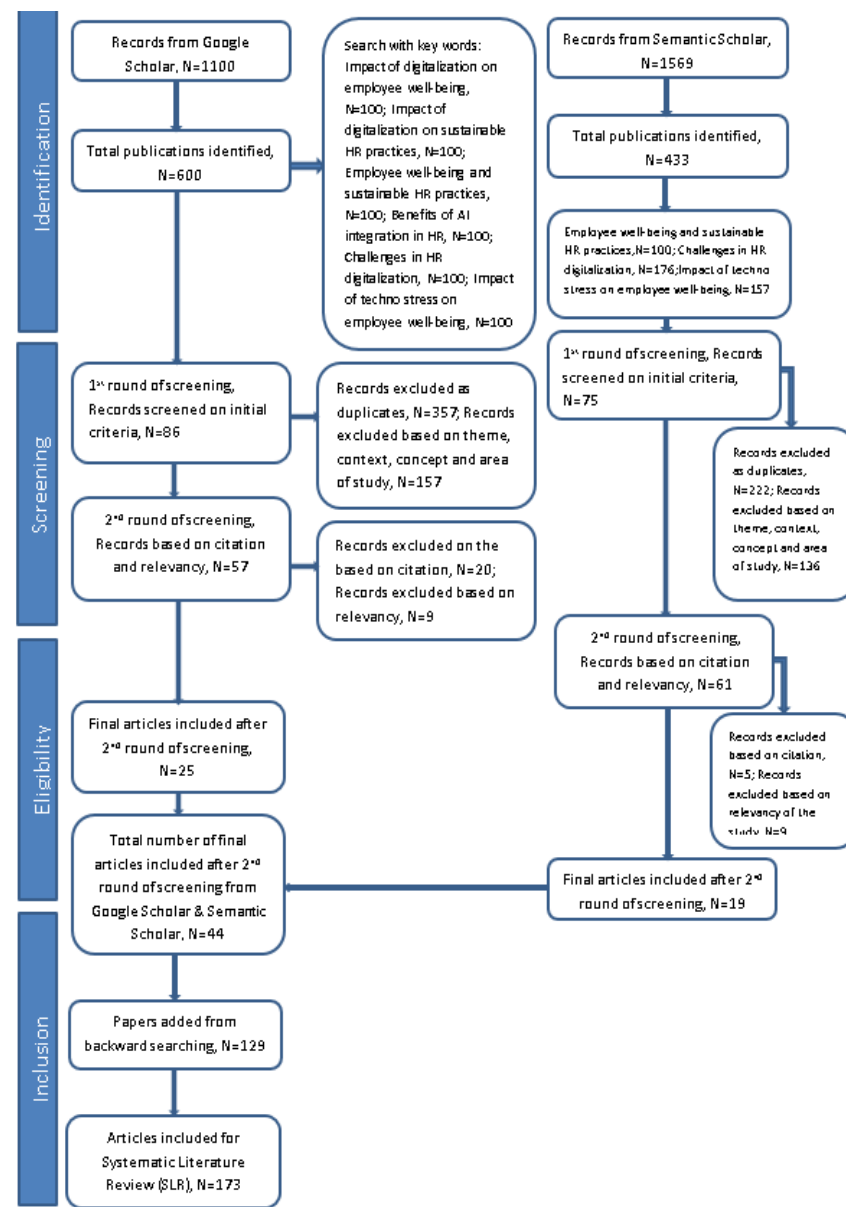 Identification
Records from Google
Scholar, N=1100
Total publications identified,
N=600
Search with key words:
Impact of digitalization on
employee well-being,
N=100; Impact of
digitalization on sustainable
HR practices, N=100;
Employee well-being and
sustainable HR practices,
N=100; Benefits of AI
integration in HR, N=100;
Challenges in HR
digitalization, N=100; Impact
of techno stress on
employee well-being, N=100
Records from Semantic Scholar,
N=1569
Total publications identified,
N=433
Employee well-being and sustainable
HR practices,N=100; Challenges in HR
digitalization, N=176;Impact of techno
stress on employee well-being, N=157
Screening
1st round of screening,
Records screened on initial
criteria, N=86
Records excluded as
duplicates, N=357; Records
excluded based on theme,
context, concept and area
of study, N=157
1st round of screening, Records
screened on initial criteria,
N=75
Records excluded
as duplicates,
N=222; Records
excluded based on
theme, context,
concept and area
of study, N=136
2nd round of screening,
Records based on citation
and relevancy, N=57
Records excluded on the
based on citation, N=20;
Records excluded based on
relevancy, N=9
2nd round of screening,
Records based on citation
and relevancy, N=61
Records excluded
based on citation,
N=5; Records
excluded based on
relevancy of the
study, N=9
Eligibility
Final articles included after
2nd round of screening,
N=25
Total number of final
articles included after 2nd
round of screening from
Google Scholar & Semantic
Scholar, N=44
Final articles included after 2nd
round of screening, N=19
Inclusion
Papers added from
backward searching, N=129
Articles included for
Systematic Literature
Review (SLR), N=173